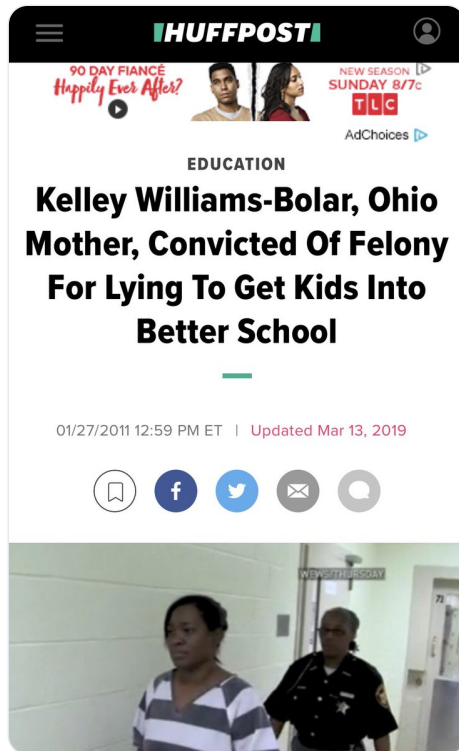 HUFFPOST
90 DAY FIANCÉ
Happily Ever After?
NEW SEASON
SUNDAY 8/7c
TLC
AdChoices
EDUCATION
Kelley Williams-Bolar, Ohio
Mother, Convicted Of Felony
For Lying To Get Kids Into
Better School
01/27/2011 12:59 PM ET | Updated Mar 13, 2019
f
WEWS/THURSDAY
71